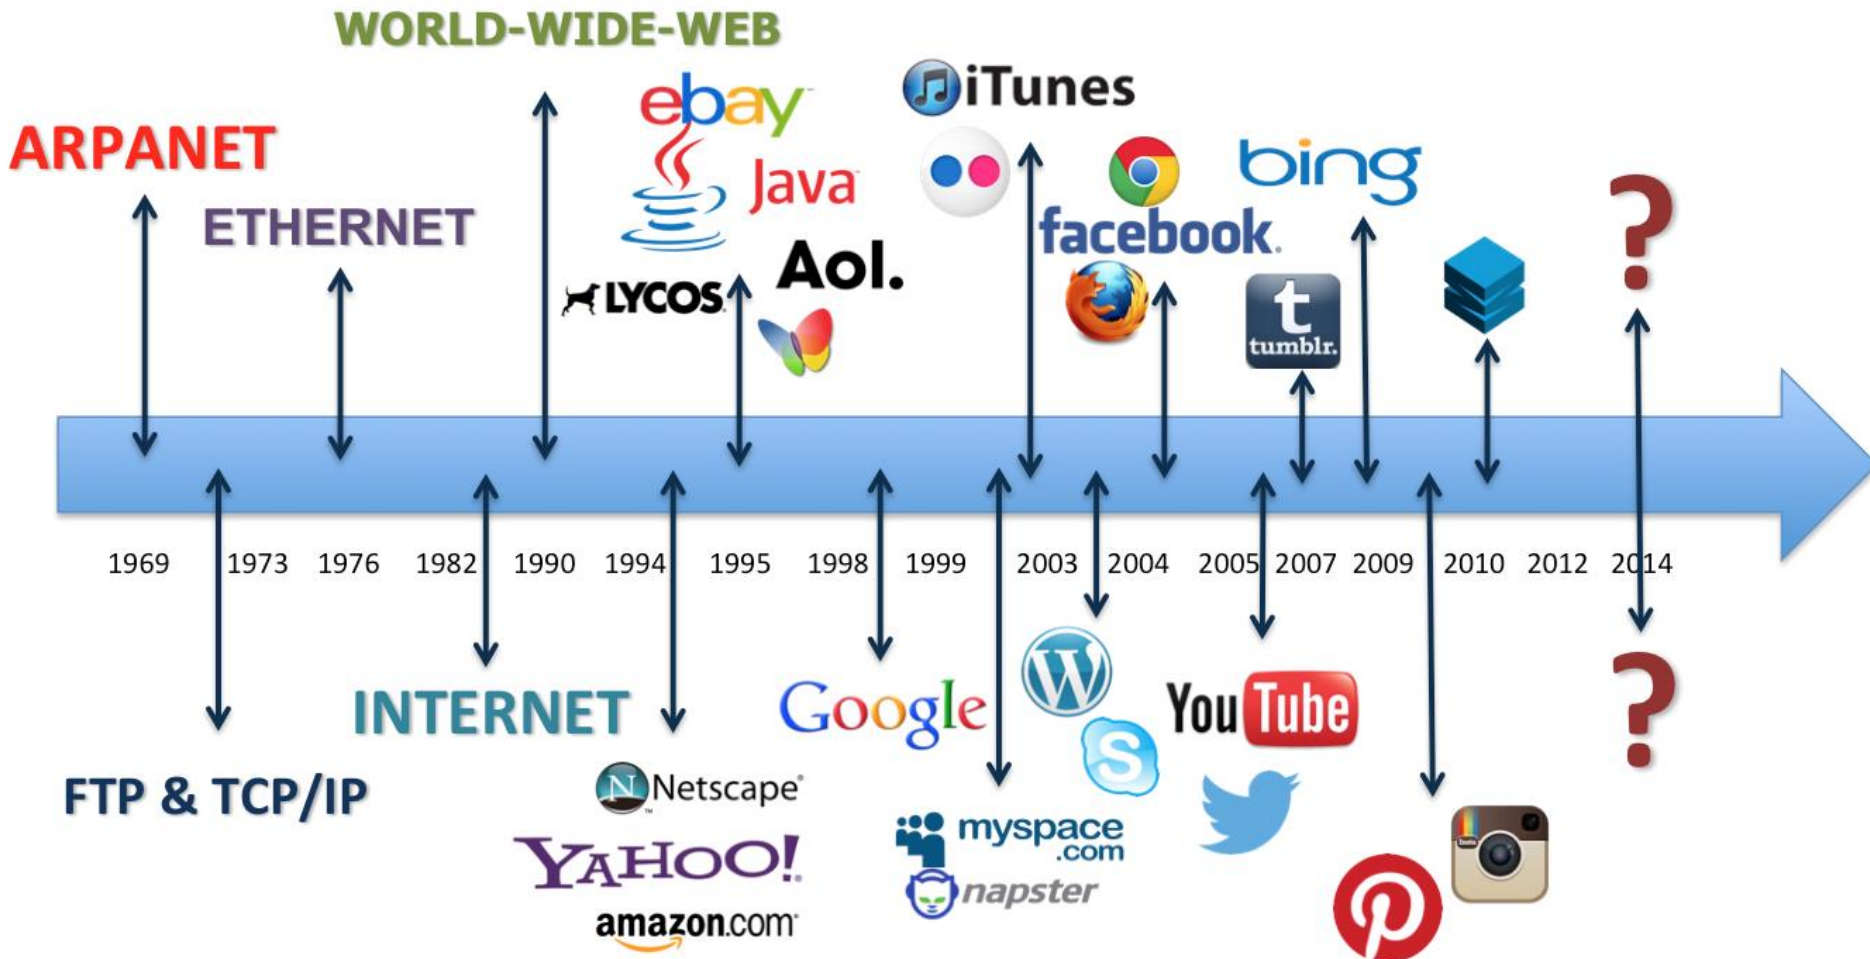 WORLD-WIDE-WEB
ebay
iTunes
ARPANET
Java
bing
?
ETHERNET
facebook.
Aol.
LYCOS
t
tumblr.
1969 1973 1976 1982 1990 1994 1995 1998 1999 2003 2004 2005 2007 2009 2010 2012 2014
W
?
INTERNET
Google
YouTube
S
FTP & TCP/IP
N Netscape
YAHOO!
myspace
.com
napster
amazon.com
P